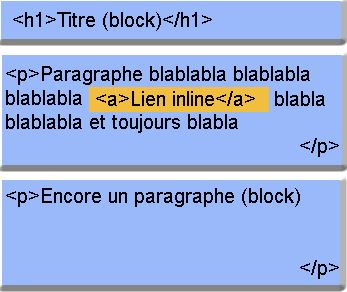 <h1>Titre (block)</h1>
<p>Paragraphe blablabla blablabla
blablabla <a>Lien inline</a> blabla
blablabla et toujours blabla
</p>
<p>Encore un paragraphe (block)
</p>